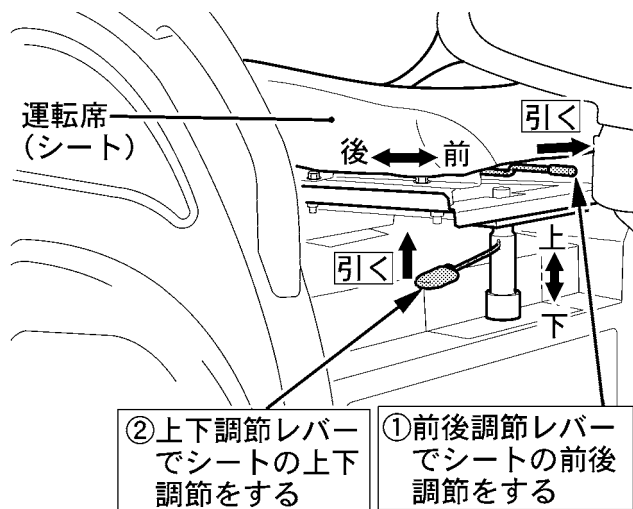 運転席
（シート）
引く
後
前
引く
上
下
②上下調節レバー
でシートの上下
調節をする
①前後調節レバー
でシートの前後
調節をする